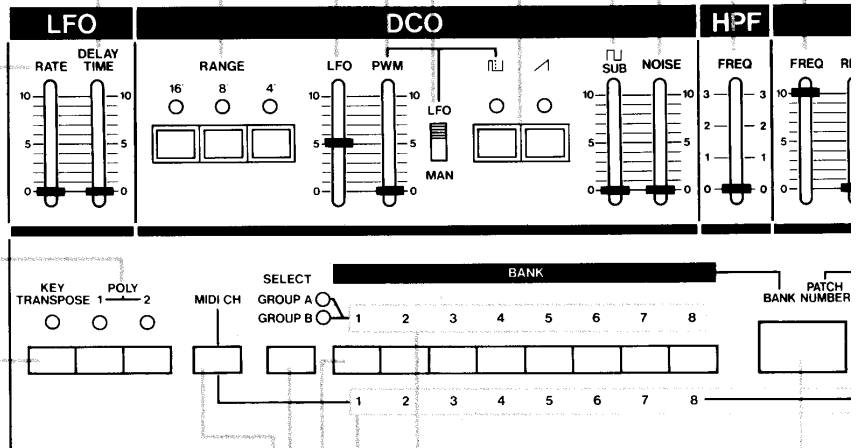 LFO DCO HPF
DELAY
RATE TIME RANGE LFO PWM SUB NOISE FREQ FREQ
16' 8' 4'
10 10 10 10 10 10 10
LFO
3 3
2 2
5 5 5 5 5 5 5
MAN
1 1
0 0 0 0 0 0 0 0 0
BANK
SELECT
KEY POLY
TRANSPOSE 1 2 MIDI CH GROUP A BANK PATCH
NUMBER
GROUP B 1 2 3 4 5 6 7 8
1 2 3 4 5 6 7 8